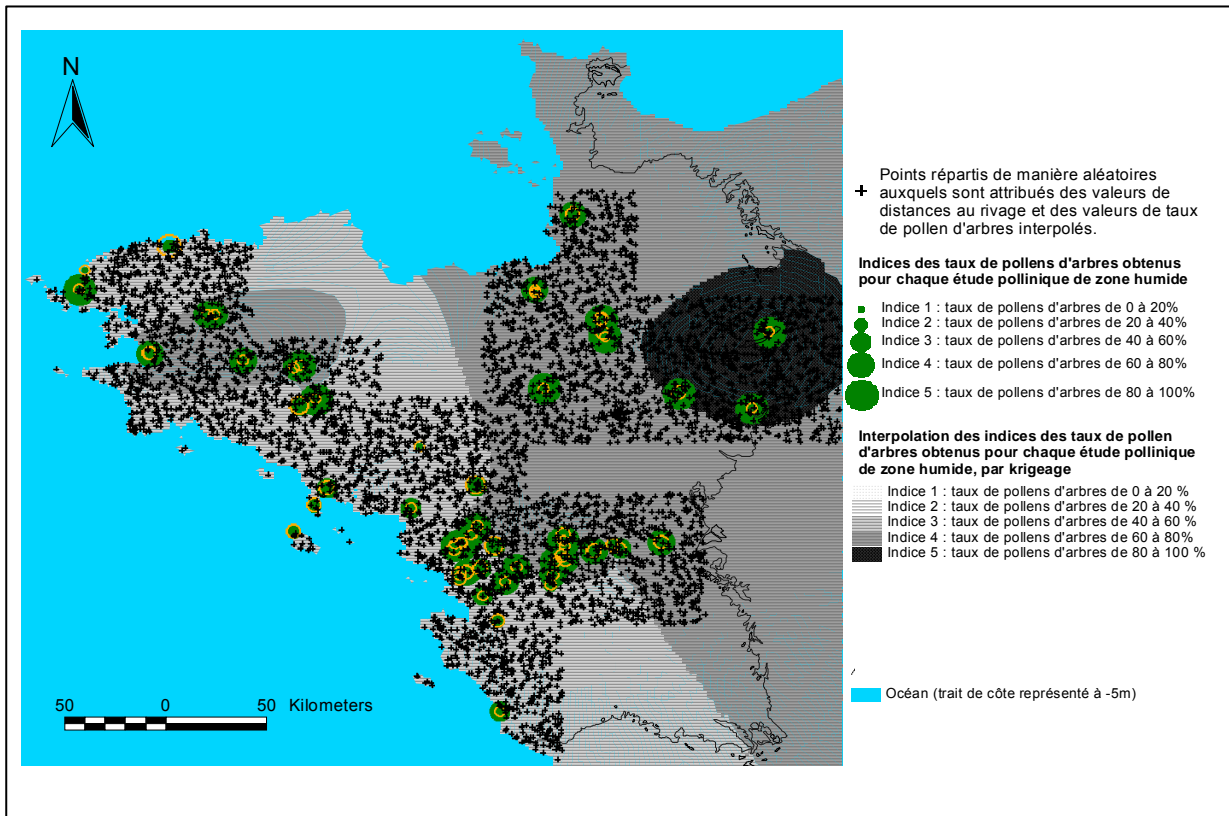 N
50 0 50 Kilometers
Points répartis de manière aléatoires
auxquels sont attribués des valeurs de
distances au rivage et des valeurs de taux
de pollen d'arbres interpolés.
Indices des taux de pollens d'arbres obtenus
pour chaque étude pollinique de zone humide
Indice 1 : taux de pollens d'arbres de 0 à 20%
Indice 2 : taux de pollens d'arbres de 20 à 40%
Indice 3 : taux de pollens d'arbres de 40 à 60%
Indice 4 : taux de pollens d'arbres de 60 à 80%
Indice 5 : taux de pollens d'arbres de 80 à 100%
Interpolation des indices des taux de pollen
d'arbres obtenus pour chaque étude pollinique
de zone humide, par krigeage
Indice 1 : taux de pollens d'arbres de 0 à 20 %
Indice 2 : taux de pollens d'arbres de 20 à 40 %
Indice 3 : taux de pollens d'arbres de 40 à 60 %
Indice 4 : taux de pollens d'arbres de 60 à 80%
Indice 5 : taux de pollens d'arbres de 80 à 100 %
Océan (trait de côte représenté à -5m)